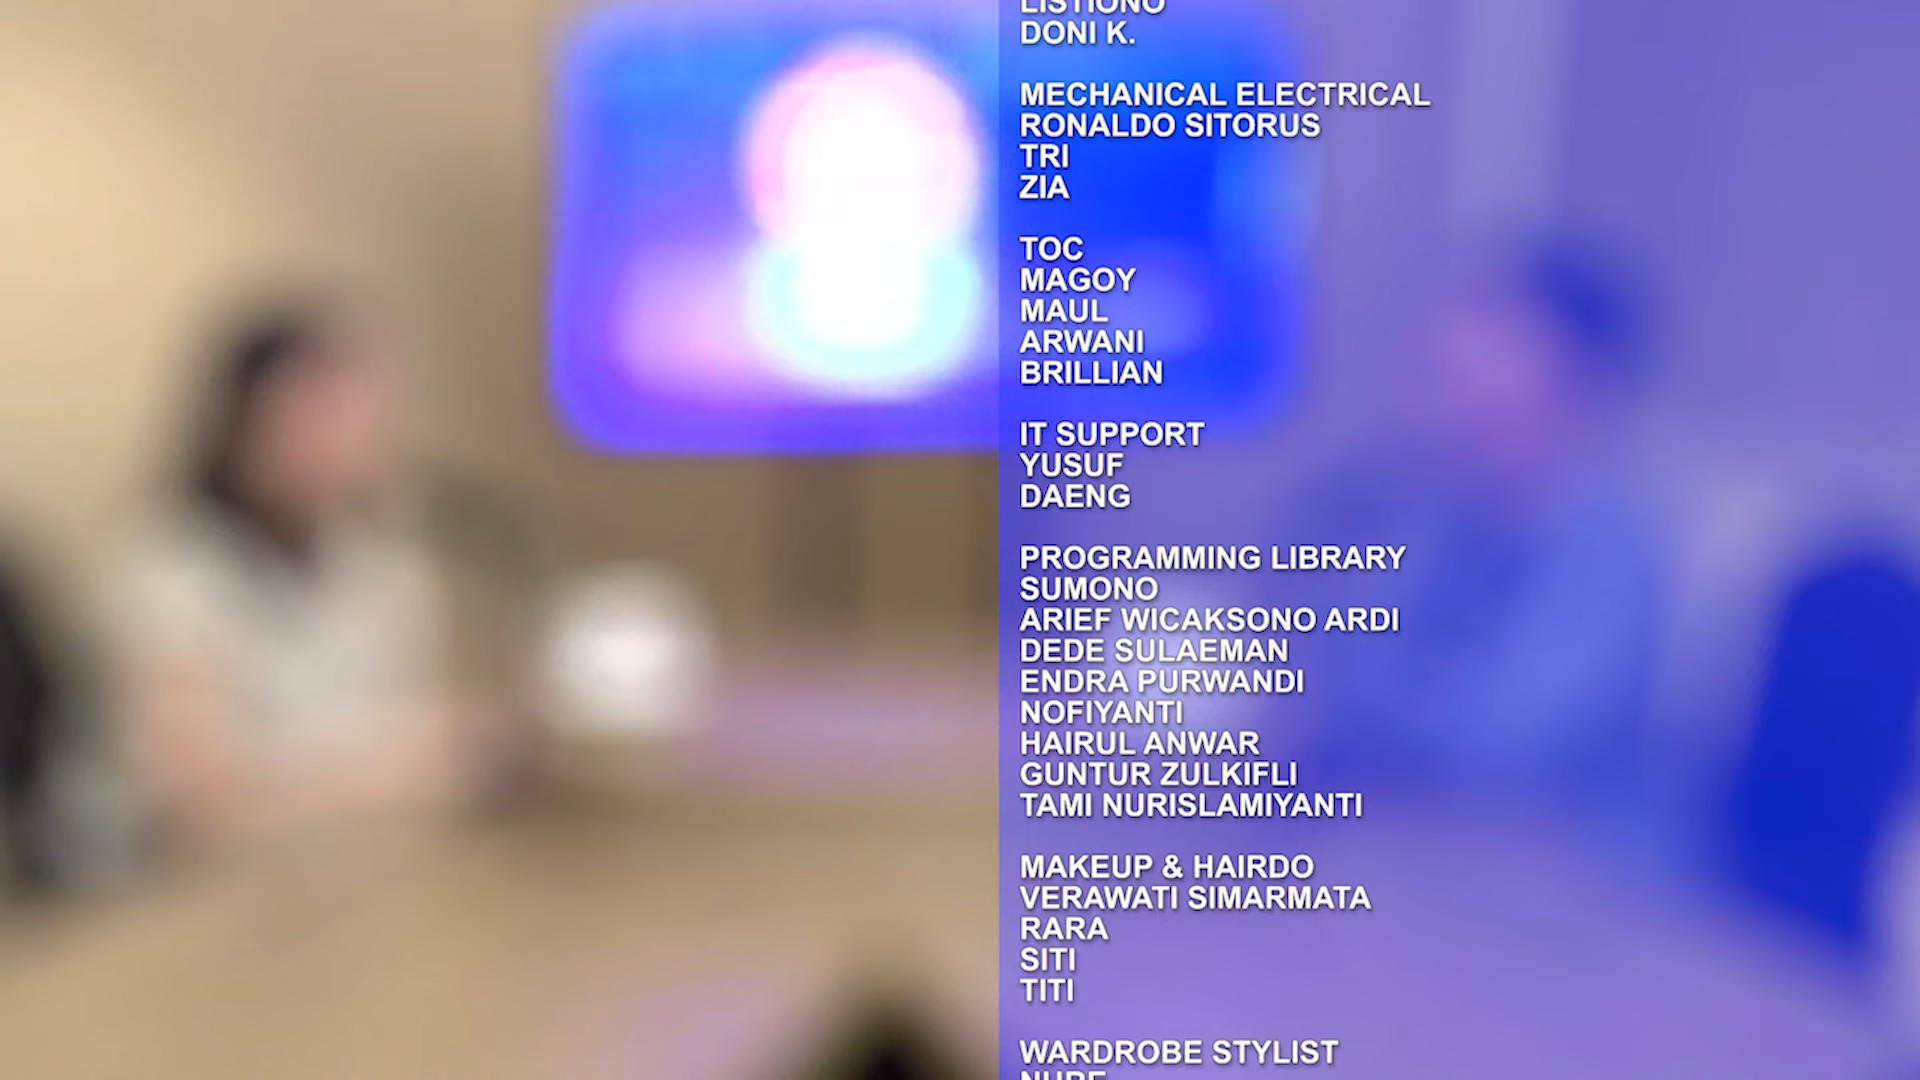 LISTIONO
DONI K.
MECHANICAL ELECTRICAL
RONALDO SITORUS
TRI
ZIA
TOC
MAGOY
MAUL
ARWANI
BRILLIAN
IT SUPPORT
YUSUF
DAENG
PROGRAMMING LIBRARY
SUMONO
ARIEF WICAKSONO ARDI
DEDE SULAEMAN
ENDRA PURWANDI
NOFIYANTI
HAIRUL ANWAR
GUNTUR ZULKIFLI
TAMI NURISLAMIYANTI
MAKEUP & HAIRDO
VERAWATI SIMARMATA
RARA
SITI
TITI
WARDROBE STYLIST